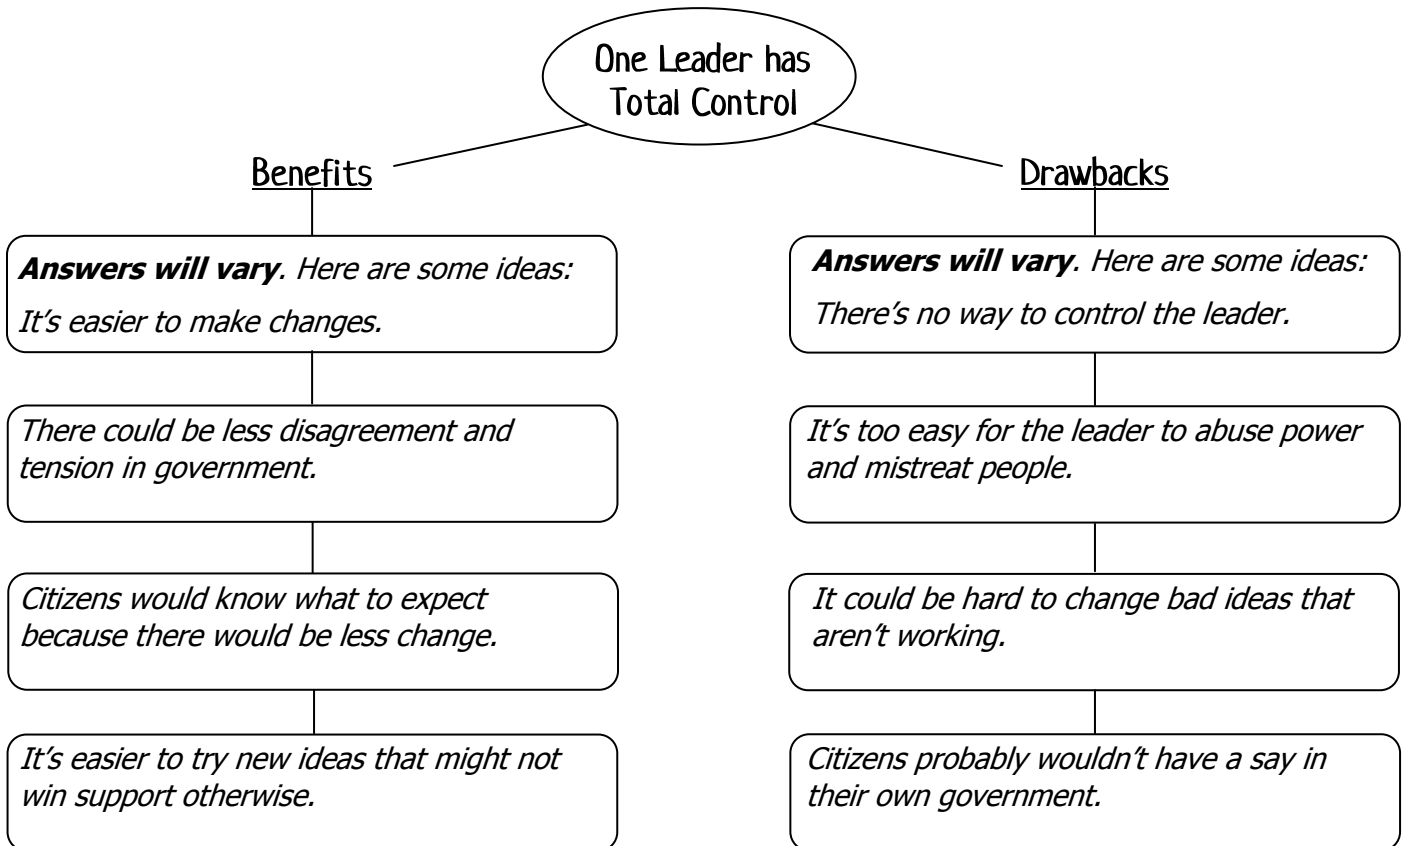 One Leader has
Total Control
Benefits
Answers will vary. Here are some ideas:
It's easier to make changes.
There could be less disagreement and
tension in government.
Citizens would know what to expect
because there would be less change.
It's easier to try new ideas that might not
win support otherwise.
Drawbacks
Answers will vary. Here are some ideas:
There's no way to control the leader.
It's too easy for the leader to abuse power
and mistreat people.
It could be hard to change bad ideas that
aren't working.
Citizens probably wouldn't have a say in
their own government.